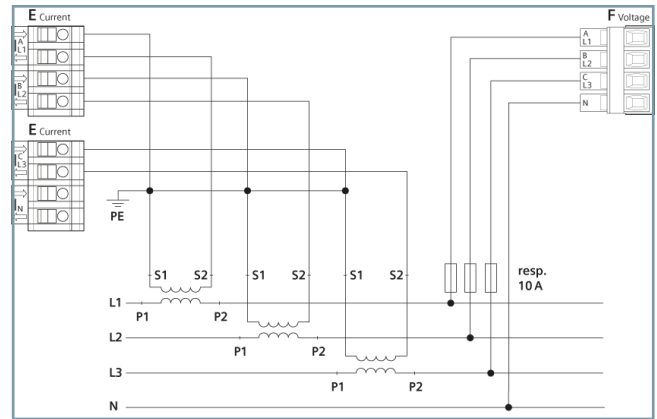 E Current
I A L1
I B L2
E Current
I C L3
I N
F Voltage
A L1
B L2
C L3
N
PE
S1 S2 S1 S2 S1 S2
resp.
10 A
L1
P1 P2
L2
P1 P2
L3
P1 P2
N